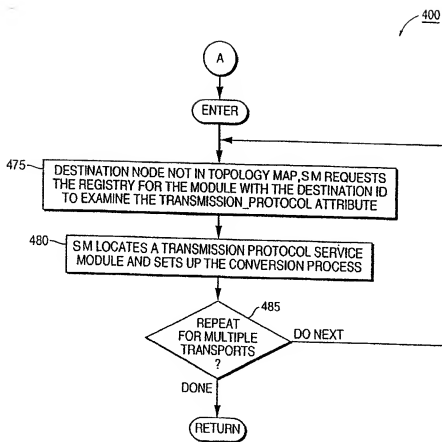 400
A
ENTER
475
DESTINATION NODE NOT IN TOPOLOGY MAP,SM REQUESTS
THE REGISTRY FOR THE MODULE WITH THE DESTINATION ID
TO EXAMINE THE TRANSMISSION_PROTOCOL ATTRIBUTE
480
SM LOCATES A TRANSMISSION PROTOCOL SERVICE
MODULE AND SETS UP THE CONVERSION PROCESS
485
REPEAT
FOR MULTIPLE
TRANSPORTS
?
DO NEXT
DONE
RETURN